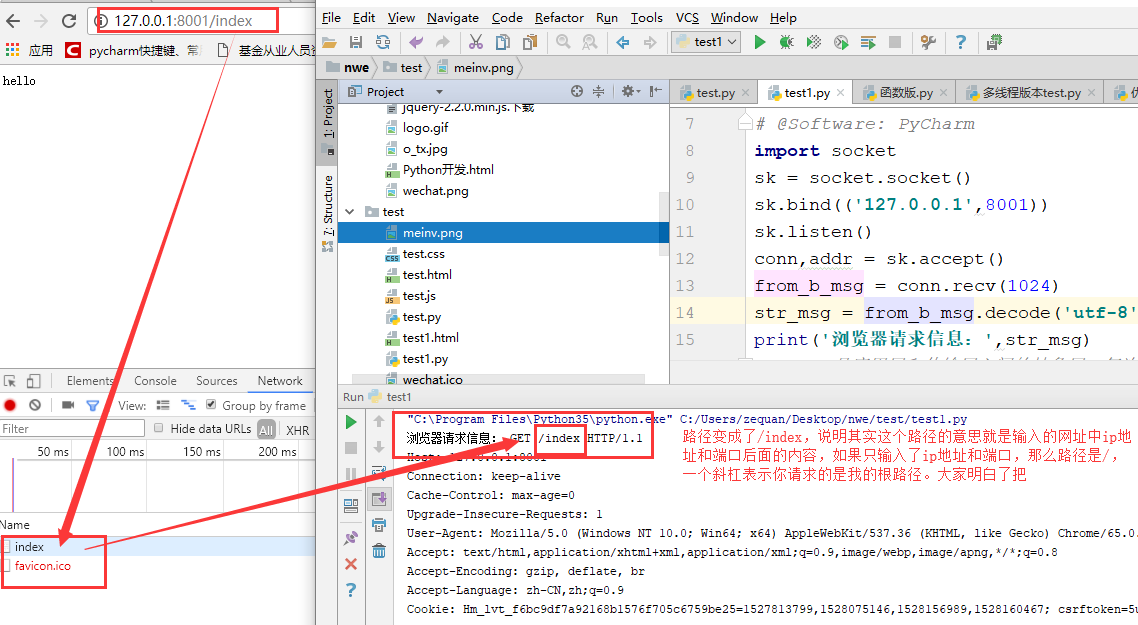 127.0.0.1:8001/index
应用
pycharm快捷键、常
基金从业人员资
hello
File Edit View Navigate Code Refactor Run Tools VCS Window Help
test1
nwe test meinv.png
1: Project
7: Structure
Project
jquery-2.2.0.min.js.下载
logo.gif
o_tx.jpg
Python开发.html
wechat.png
test
meinv.png
test.css
test.html
test.js
test.py
test1.html
test1.py
wechat.ico
test.py test1.py 函数版.py 多线程版本test.py
7 # @Software: PyCharm
8 import socket
9 sk = socket.socket()
10 sk.bind(('127.0.0.1',8001))
11 sk.listen()
12 conn,addr = sk.accept()
13 from_b_msg = conn.recv(1024)
14 str_msg = from_b_msg.decode('utf-8'
15 print('浏览器请求信息：',str_msg)
Elements Console Sources Network
View: Group by frame
Filter Hide data URLs All XHR
50 ms 100 ms 150 ms 200 ms
Name
index
favicon.ico
Run test1
"C:\Program Files\Python35\python.exe" C:/Users/zequan/Desktop/nwe/test/test1.py
浏览器请求信息： GET /index HTTP/1.1
Host: 127.0.0.1:8001
Connection: keep-alive
Cache-Control: max-age=0
Upgrade-Insecure-Requests: 1
User-Agent: Mozilla/5.0 (Windows NT 10.0; Win64; x64) AppleWebKit/537.36 (KHTML, like Gecko) Chrome/65.0.
Accept: text/html,application/xhtml+xml,application/xml;q=0.9,image/webp,image/apng,*/*;q=0.8
Accept-Encoding: gzip, deflate, br
Accept-Language: zh-CN,zh;q=0.9
Cookie: Hm_lvt_f6bc9df7a92168b1576f705c6759be25=1527813799,1528075146,1528156989,1528160467; csrftoken=5u
路径变成了/index，说明其实这个路径的意思就是输入的网址中ip地
址和端口后面的内容，如果只输入了ip地址和端口，那么路径是/，
一个斜杠表示你请求的是我的根路径。大家明白了把